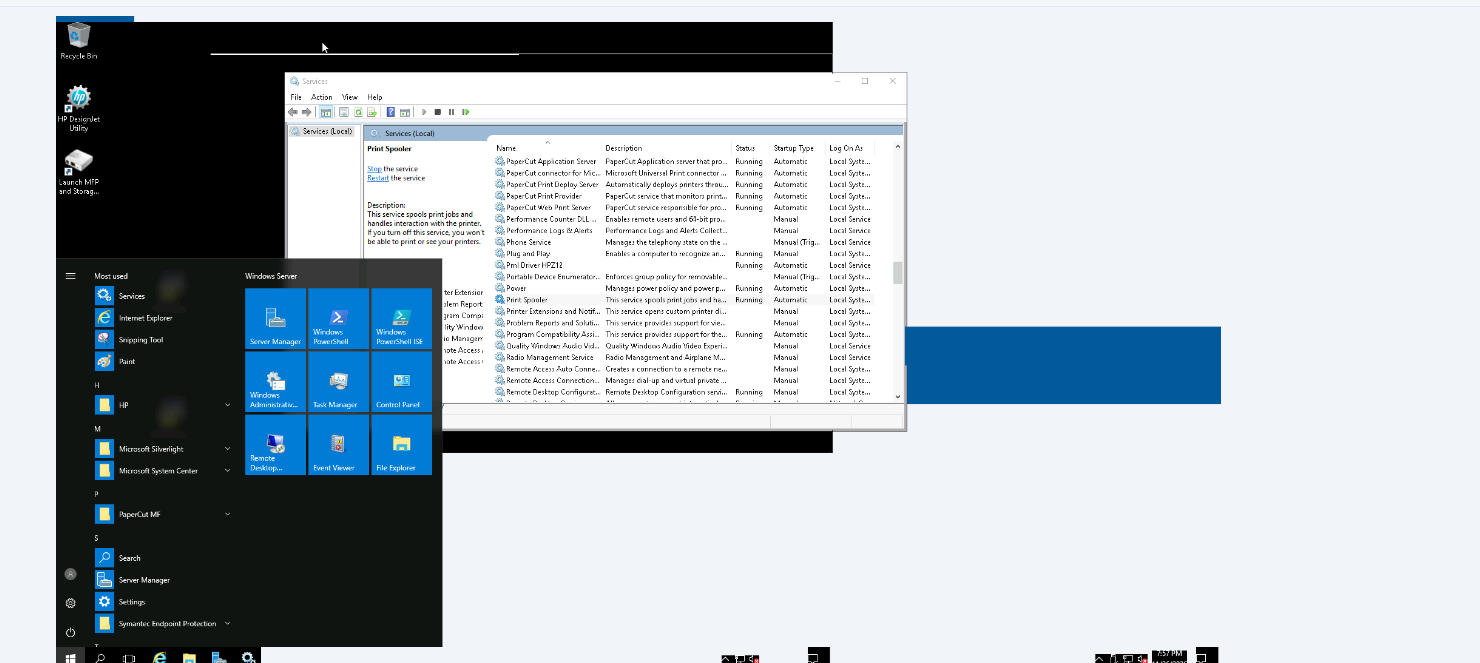 Recycle Bin
HP DesignJet
Utility
Launch MFP
and Storag...
Services
File Action View Help
Services (Local)
Services (Local)
Print Spooler
Stop the service
Restart the service
Description:
This service spools print jobs and
handles interaction with the printer.
If you turn off this service, you won't
be able to print or see your printers.
Name Description Status Startup Type Log On As
PaperCut Application Server PaperCut Application server that pro... Running Automatic Local Syste...
PaperCut connector for Mic... Microsoft Universal Print connector ... Running Automatic Local Syste...
PaperCut Print Deploy Server Automatically deploys printers throu... Running Automatic Local Syste...
PaperCut Print Provider PaperCut service that monitors print... Running Automatic Local Syste...
PaperCut Web Print Server PaperCut service responsible for pro... Running Automatic Local Syste...
Performance Counter DLL ... Enables remote users and 64-bit pro... Manual Local Service
Performance Logs & Alerts Performance Logs and Alerts Collect... Manual Local Service
Phone Service Manages the telephony state on the ... Manual (Trig... Local Service
Plug and Play Enables a computer to recognize an... Running Manual Local Syste...
Pml Driver HPZ12 Running Automatic Local Service
Portable Device Enumerator... Enforces group policy for removable... Manual (Trig... Local Syste...
Power Manages power policy and power p... Running Automatic Local Syste...
Print Spooler This service spools print jobs and ha... Running Automatic Local Syste...
Printer Extensions and Notif... This service opens custom printer di... Manual Local Syste...
Problem Reports and Soluti... This service provides support for vie... Manual Local Syste...
Program Compatibility Assi... This service provides support for the... Running Automatic Local Syste...
Quality Windows Audio Vid... Quality Windows Audio Video Experi... Manual Local Service
Radio Management Service Radio Management and Airplane M... Manual Local Service
Remote Access Auto Conne... Creates a connection to a remote ne... Manual Local Syste...
Remote Access Connection... Manages dial-up and virtual private ... Manual Local Syste...
Remote Desktop Configurat... Remote Desktop Configuration servi... Running Manual Local Syste...
ter Extension
blem Report
gram Comp
lity Window
io Managem
note Access
note Access
Most used
Services
Internet Explorer
Snipping Tool
Paint
H
HP
M
Microsoft Silverlight
Microsoft System Center
P
PaperCut MF
S
Search
Server Manager
Settings
Symantec Endpoint Protection
Windows Server
Server Manager
Windows
PowerShell
Windows
PowerShell ISE
Windows
Administrativ...
Task Manager
Control Panel
Remote
Desktop...
Event Viewer
File Explorer
7:57 PM